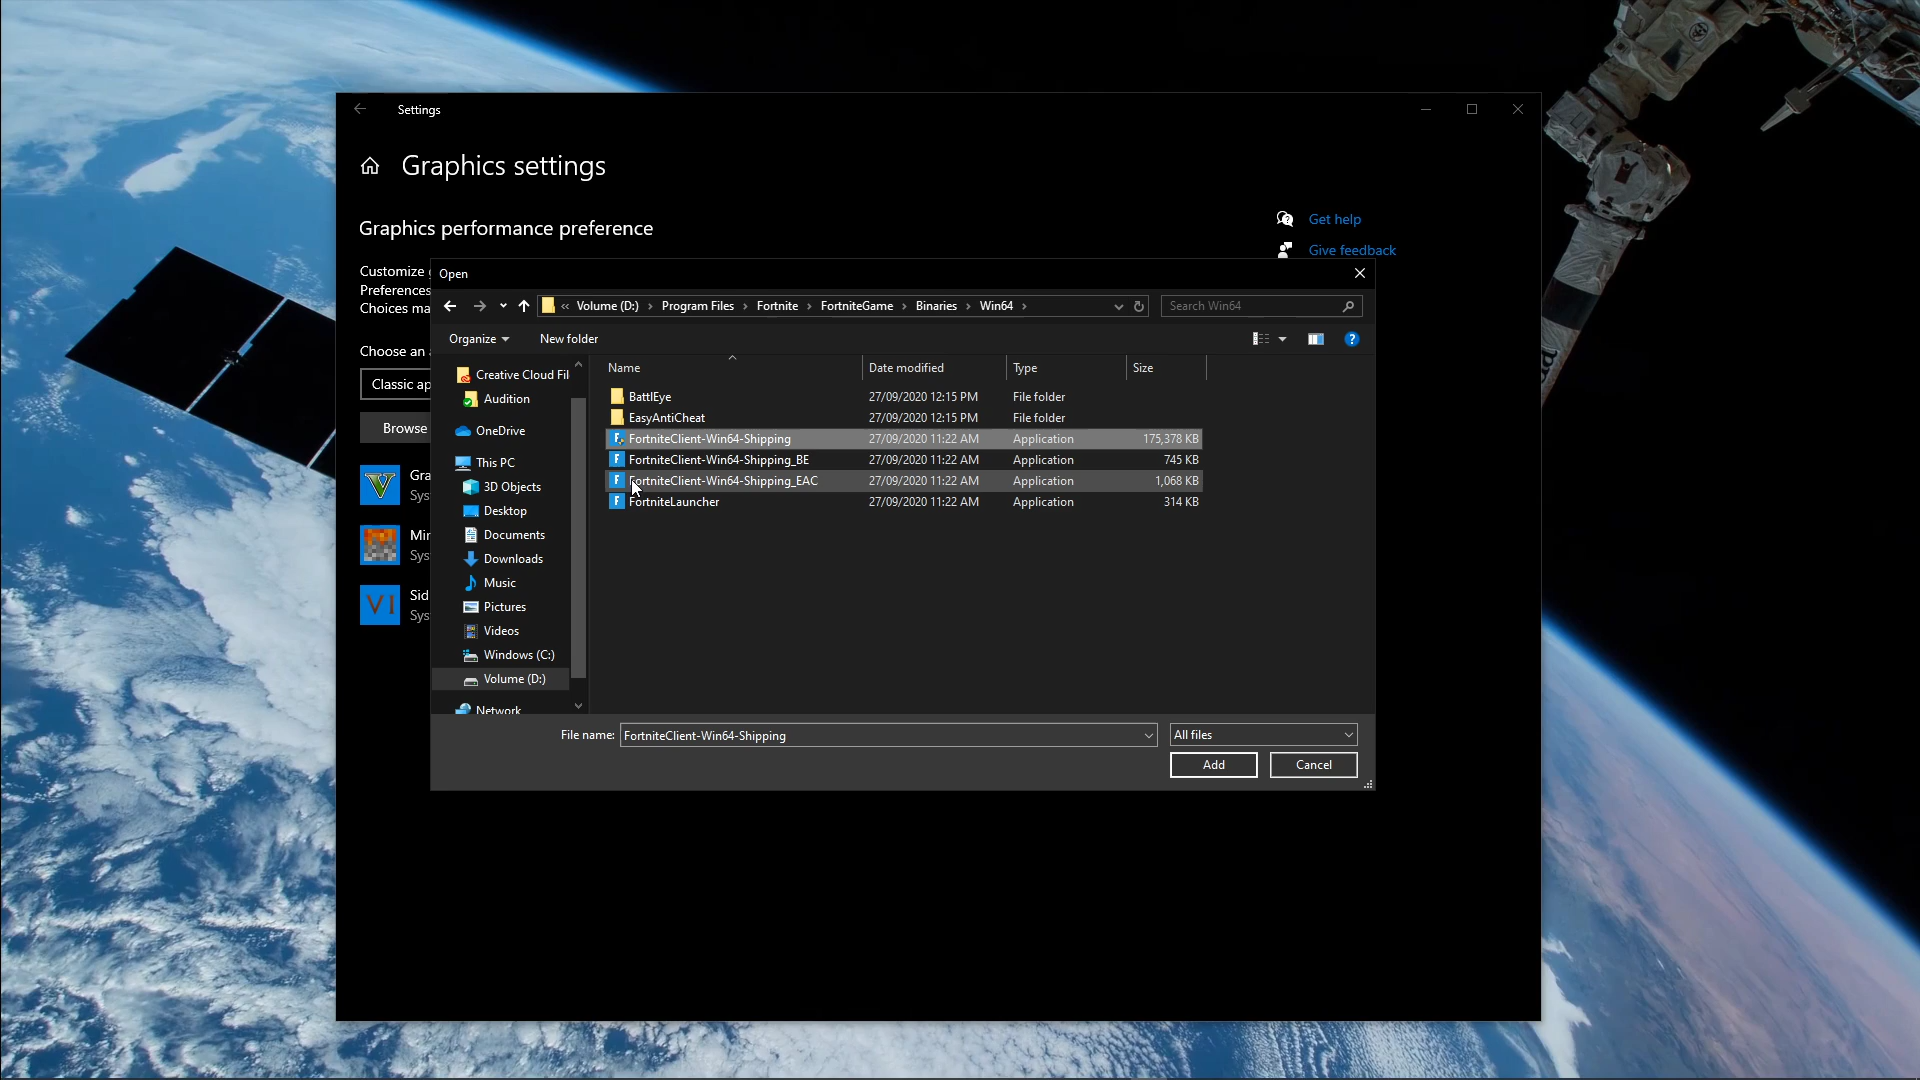 Settings
Graphics settings
Graphics performance preference
Get help
Give feedback
Customize
Preferences
Choices ma
Choose an
Classic ap
Browse
Gra
Sys
Mir
Sys
Sid
Sys
Open
« Volume (D:) › Program Files › Fortnite › FortniteGame › Binaries › Win64 ›
Search Win64
Organize
New folder
Name Date modified Type Size
Creative Cloud Fil
Audition
OneDrive
This PC
3D Objects
Desktop
Documents
Downloads
Music
Pictures
Videos
Windows (C:)
Volume (D:)
Network
BattlEye 27/09/2020 12:15 PM File folder
EasyAntiCheat 27/09/2020 12:15 PM File folder
FortniteClient-Win64-Shipping 27/09/2020 11:22 AM Application 175,378 KB
FortniteClient-Win64-Shipping_BE 27/09/2020 11:22 AM Application 745 KB
FortniteClient-Win64-Shipping_EAC 27/09/2020 11:22 AM Application 1,068 KB
FortniteLauncher 27/09/2020 11:22 AM Application 314 KB
File name: FortniteClient-Win64-Shipping
All files
Add
Cancel